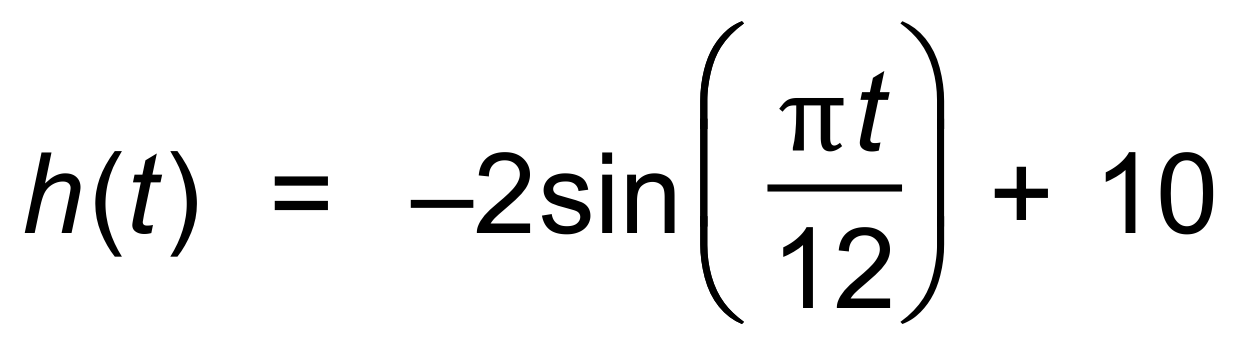 h(t) = –2sin(πt/12) + 10